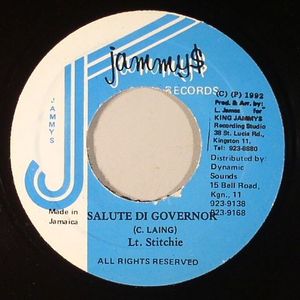 jammy$
RECORDS
JAMMYS
(C) (P) 1992
Prod. & Arr. by:
L. James for
KING JAMMYS
Recording Studio
38 St. Lucia Rd.,
Kingston 11,
Tel: 923-6880
Distributed by:
Dynamic
Sounds
15 Bell Road,
Kgn., 11
923-9138
923-9168
Made in
Jamaica
SALUTE DI GOVERNOR
(C. LAING)
Lt. Stitchie
ALL RIGHTS RESERVED